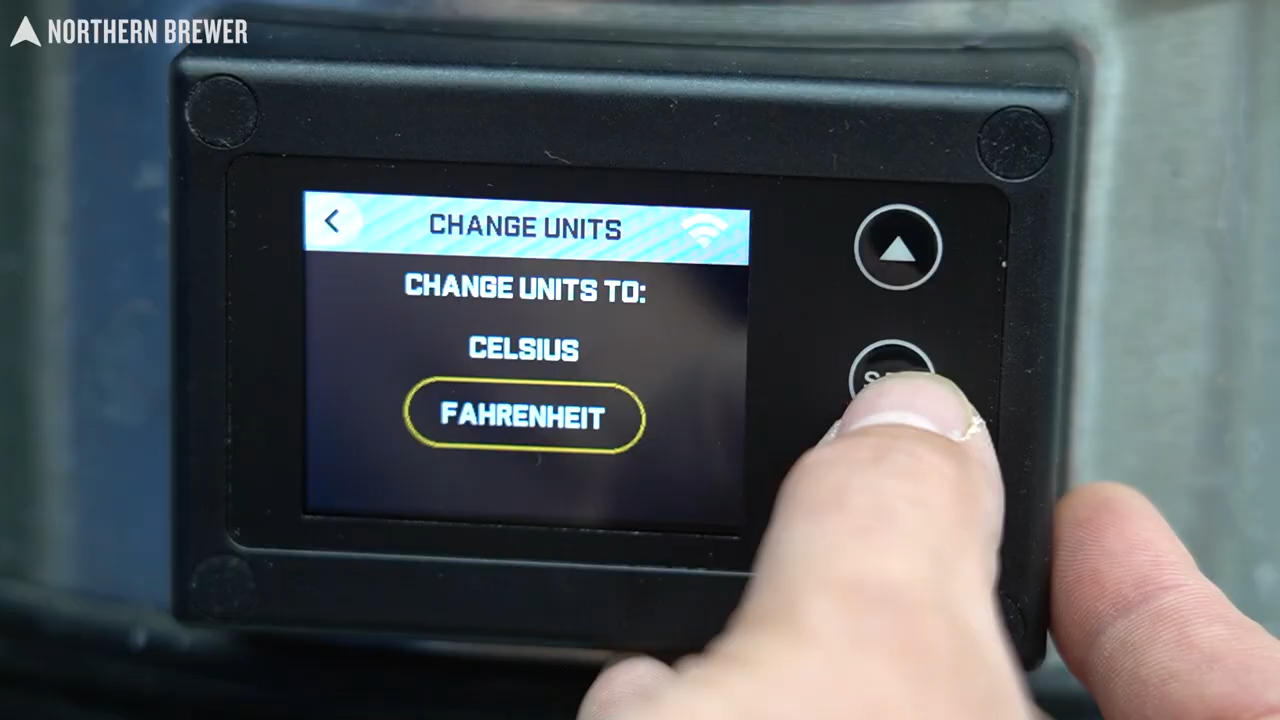 NORTHERN BREWER
CHANGE UNITS
CHANGE UNITS TO:
CELSIUS
FAHRENHEIT